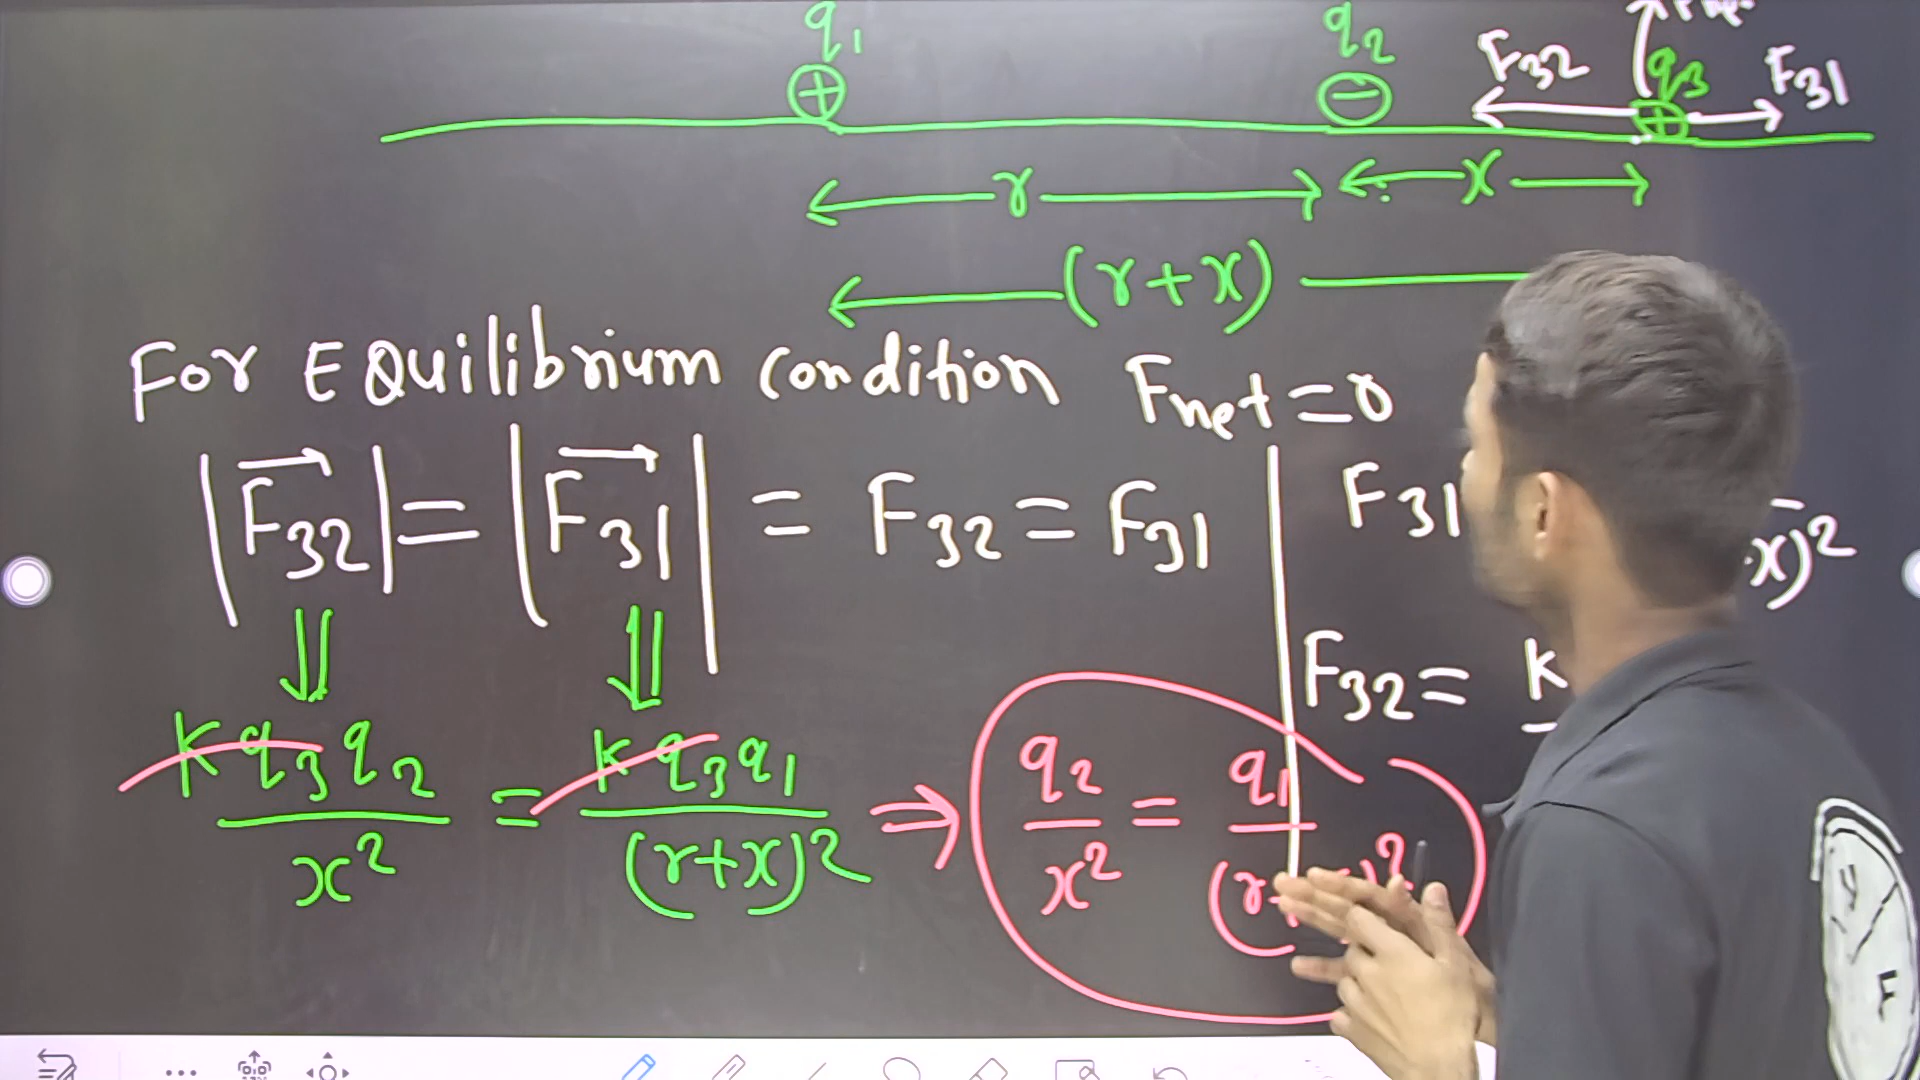 q1 ⊕ q2 ⊖ F32 q3 ⊕ F31
r x
(r+x)
For EQuilibrium condition Fnet=0
|F32|=|F31| = F32=F31
F31 x)²
F32= K
Kq3q2/x² = Kq3q1/(r+x)² ⇒ q2/x² = q1/(r+ )²